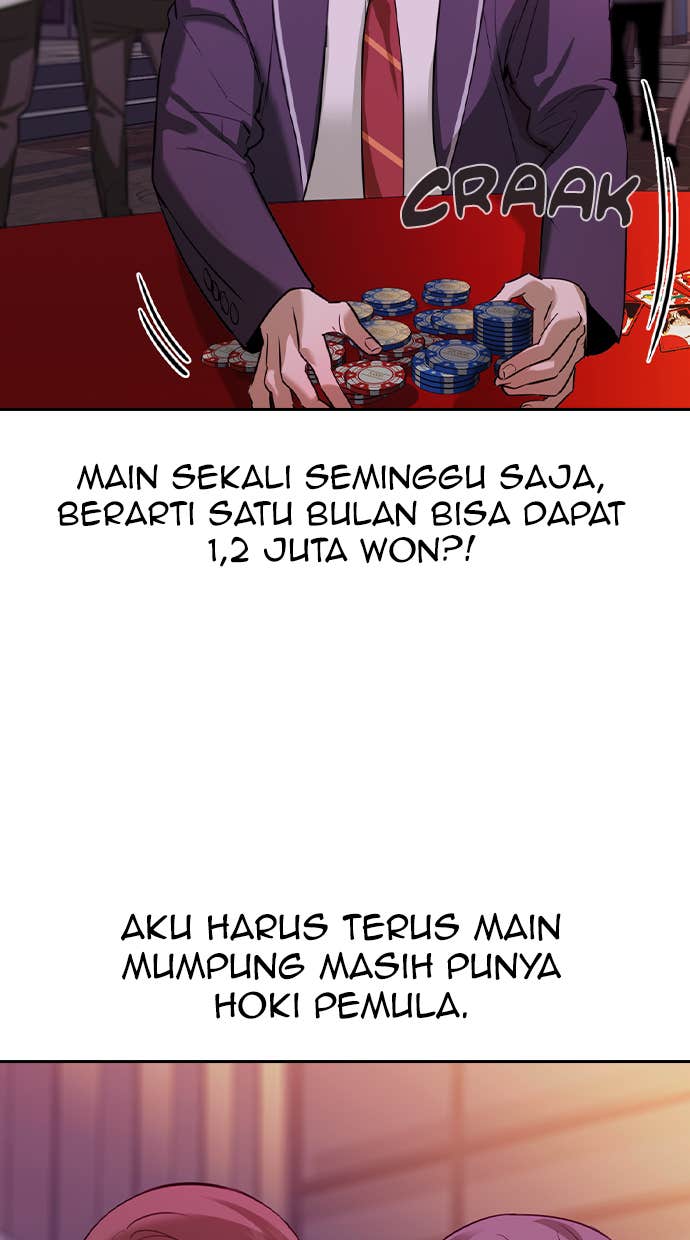 CRAAK
MAIN SEKALI SEMINGGU SAJA,
BERARTI SATU BULAN BISA DAPAT
1,2 JUTA WON?!
AKU HARUS TERUS MAIN
MUMPUNG MASIH PUNYA
HOKI PEMULA.